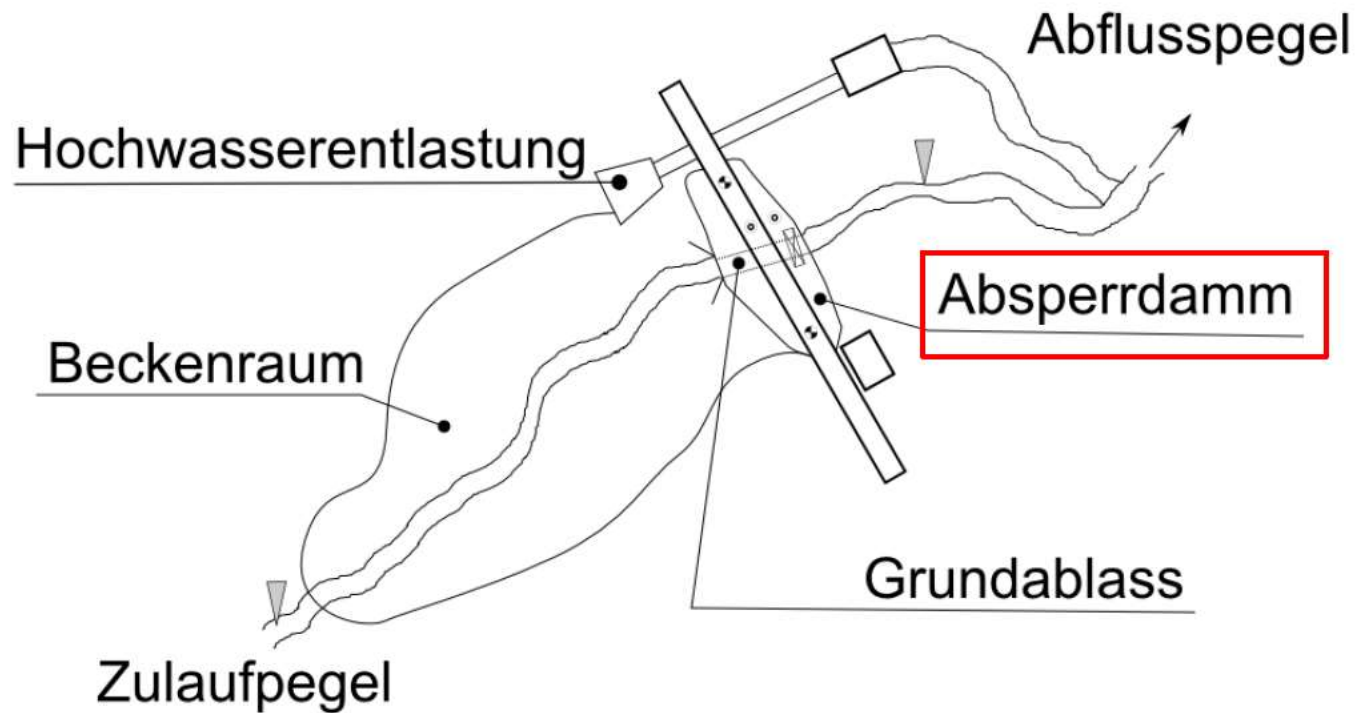 Abflusspegel
Hochwasserentlastung
Absperrdamm
Beckenraum
Grundablass
Zulaufpegel